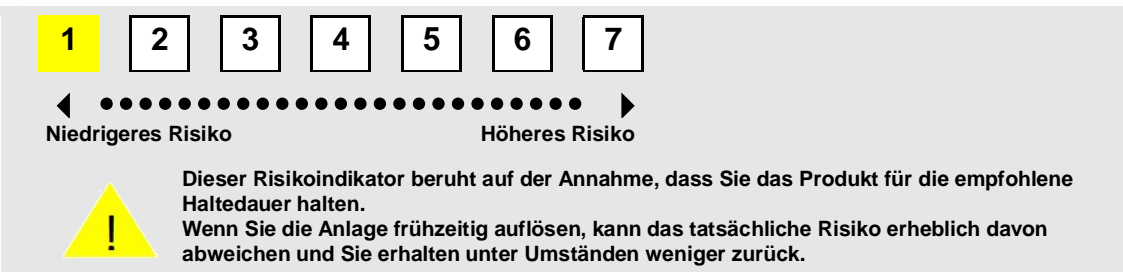 1 2 3 4 5 6 7
Niedrigeres Risiko Höheres Risiko
Dieser Risikoindikator beruht auf der Annahme, dass Sie das Produkt für die empfohlene
Haltedauer halten.
Wenn Sie die Anlage frühzeitig auflösen, kann das tatsächliche Risiko erheblich davon
abweichen und Sie erhalten unter Umständen weniger zurück.
!